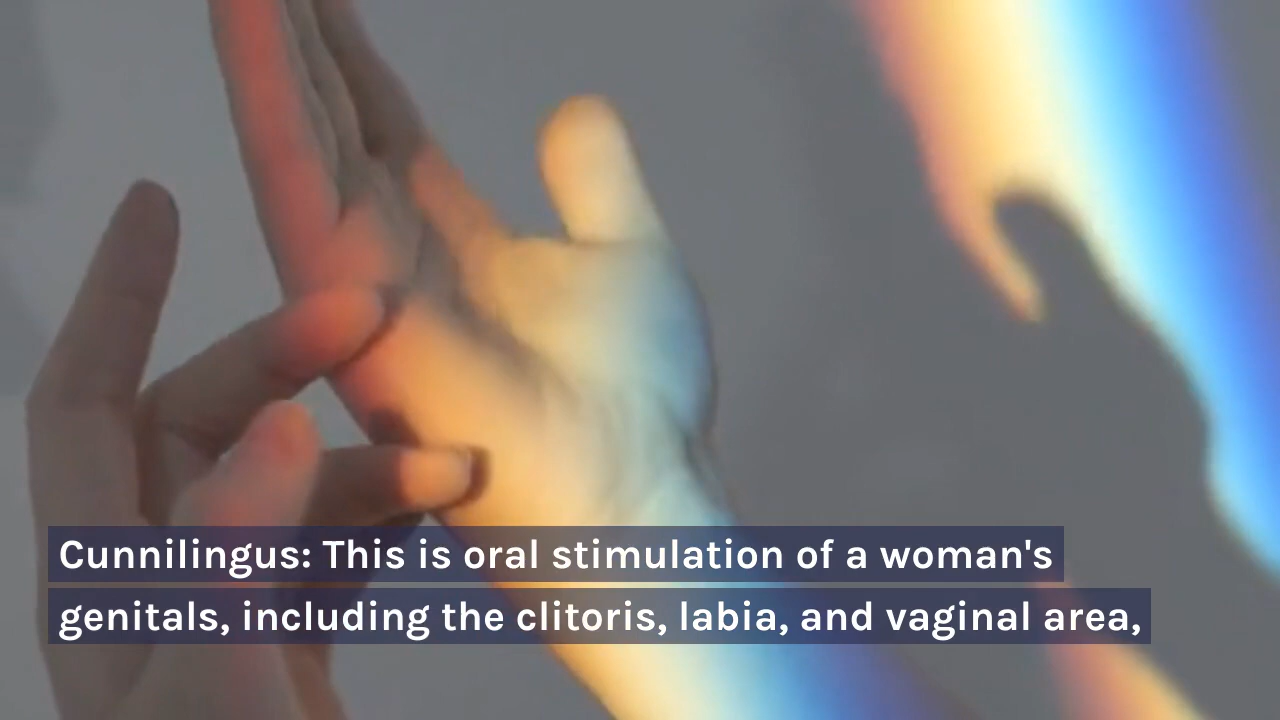 Cunnilingus: This is oral stimulation of a woman's
genitals, including the clitoris, labia, and vaginal area,